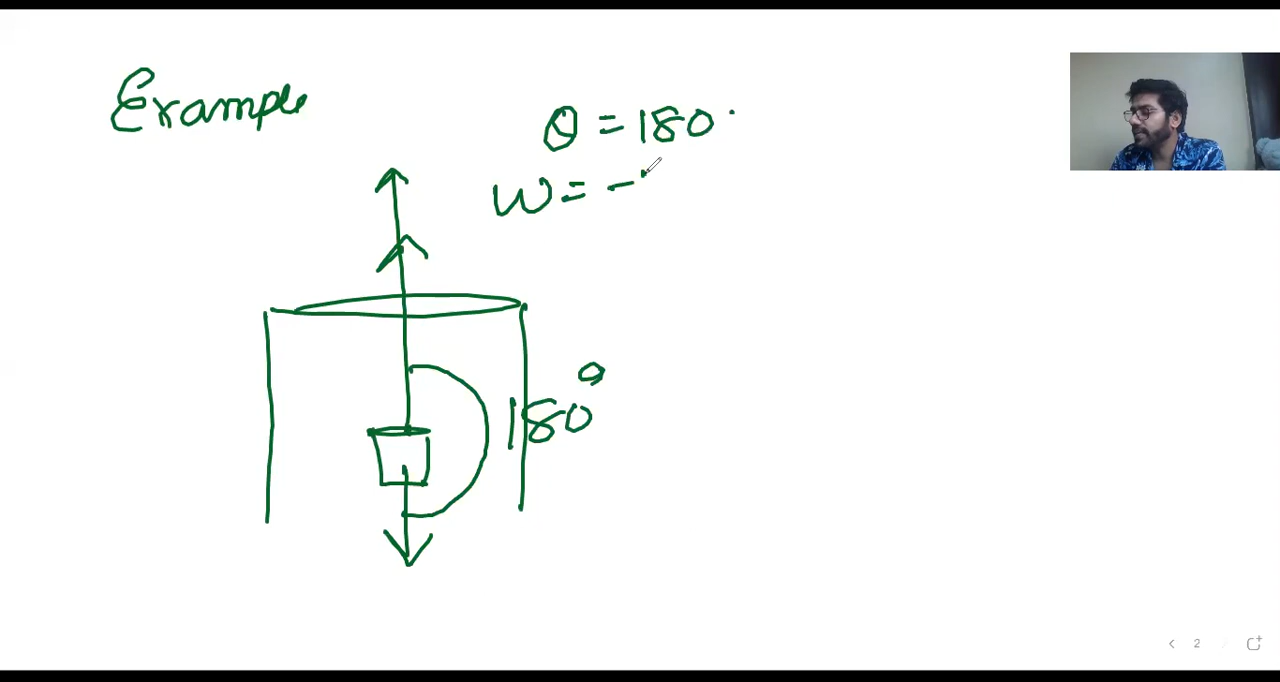 Example
θ = 180°
W = -
180°
2